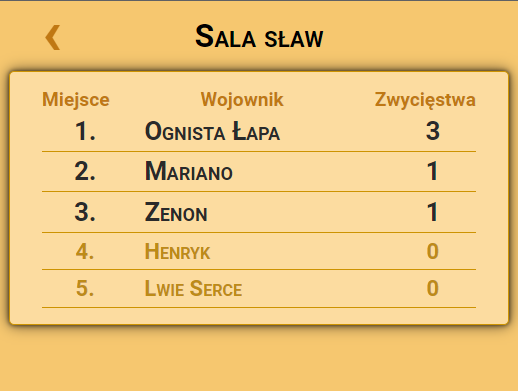 Sala sław
Miejsce Wojownik Zwycięstwa
1. Ognista Łapa 3
2. Mariano 1
3. Zenon 1
4. Henryk 0
5. Lwie Serce 0